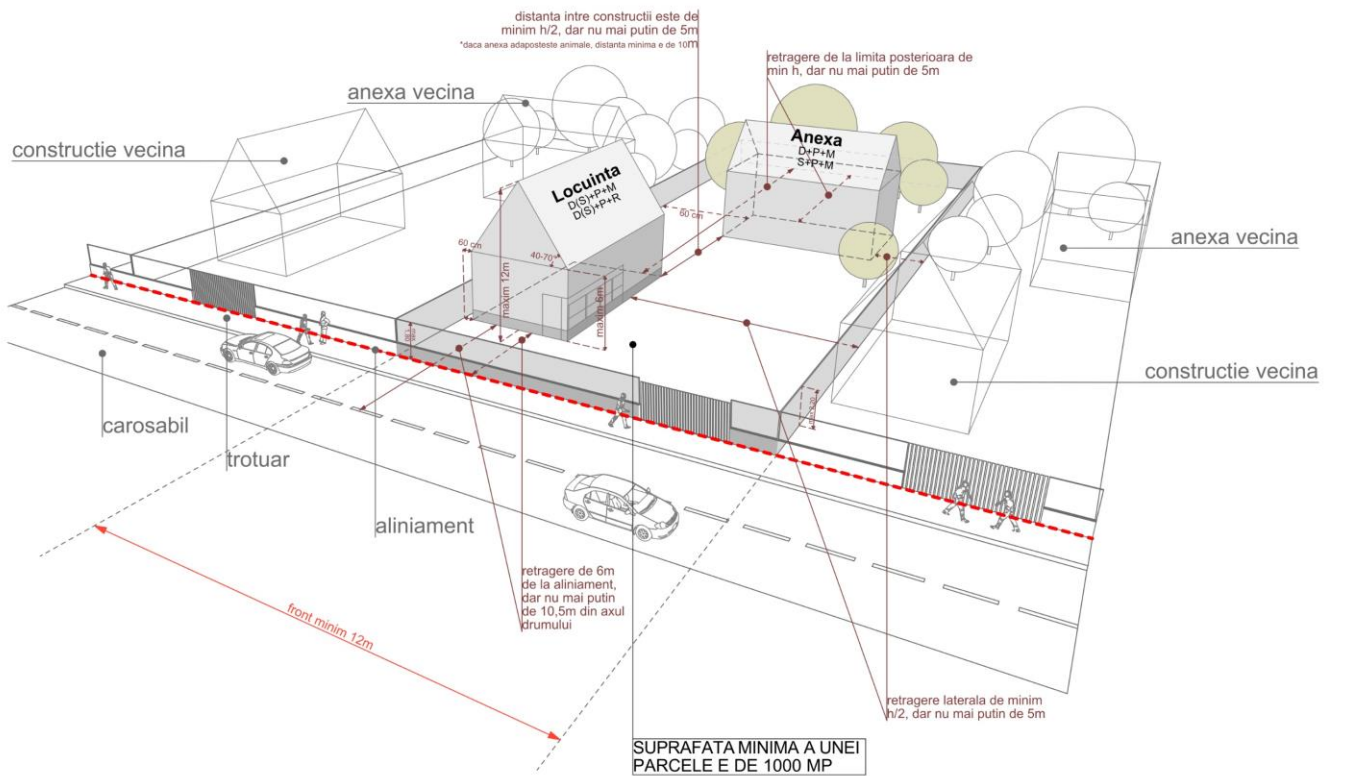 distanta intre constructii este de
minim h/2, dar nu mai putin de 5m
*daca anexa adaposteste animale, distanta minima e de 10m
retragere de la limita posterioara de
min h, dar nu mai putin de 5m
anexa vecina
constructie vecina
Anexa
D+P+M
S+P+M
Locuinta
D(S)+P+M
D(S)+P+R
60 cm
60 cm
40-70°
maxim 12m
maxim 6m
anexa vecina
constructie vecina
carosabil
trotuar
aliniament
retragere de 6m
de la aliniament,
dar nu mai putin
de 10,5m din axul
drumului
front minim 12m
retragere laterala de minim
h/2, dar nu mai putin de 5m
SUPRAFATA MINIMA A UNEI
PARCELE E DE 1000 MP